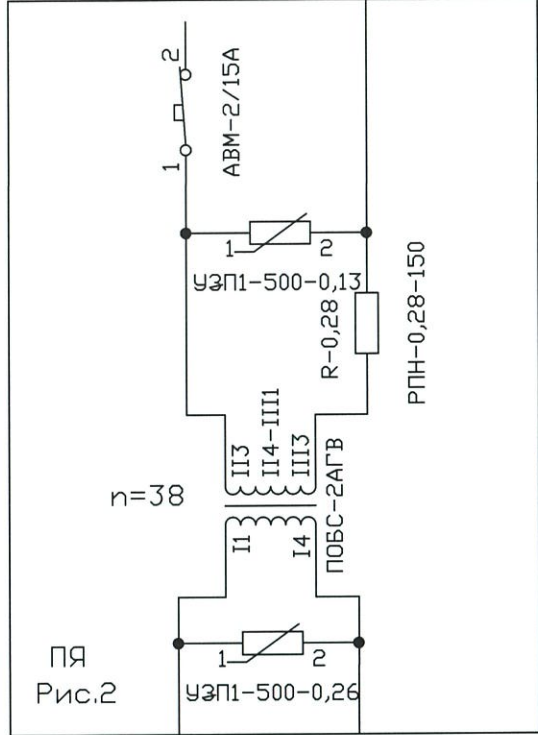 2
АВМ-2/15А
1
1
2
УЗП1-500-0,13
R-0,28
РПН-0,28-150
n=38
II3
II4-III1
III3
I1
I4
ПОБС-2АГВ
1
2
УЗП1-500-0,26
ПЯ
Рис.2